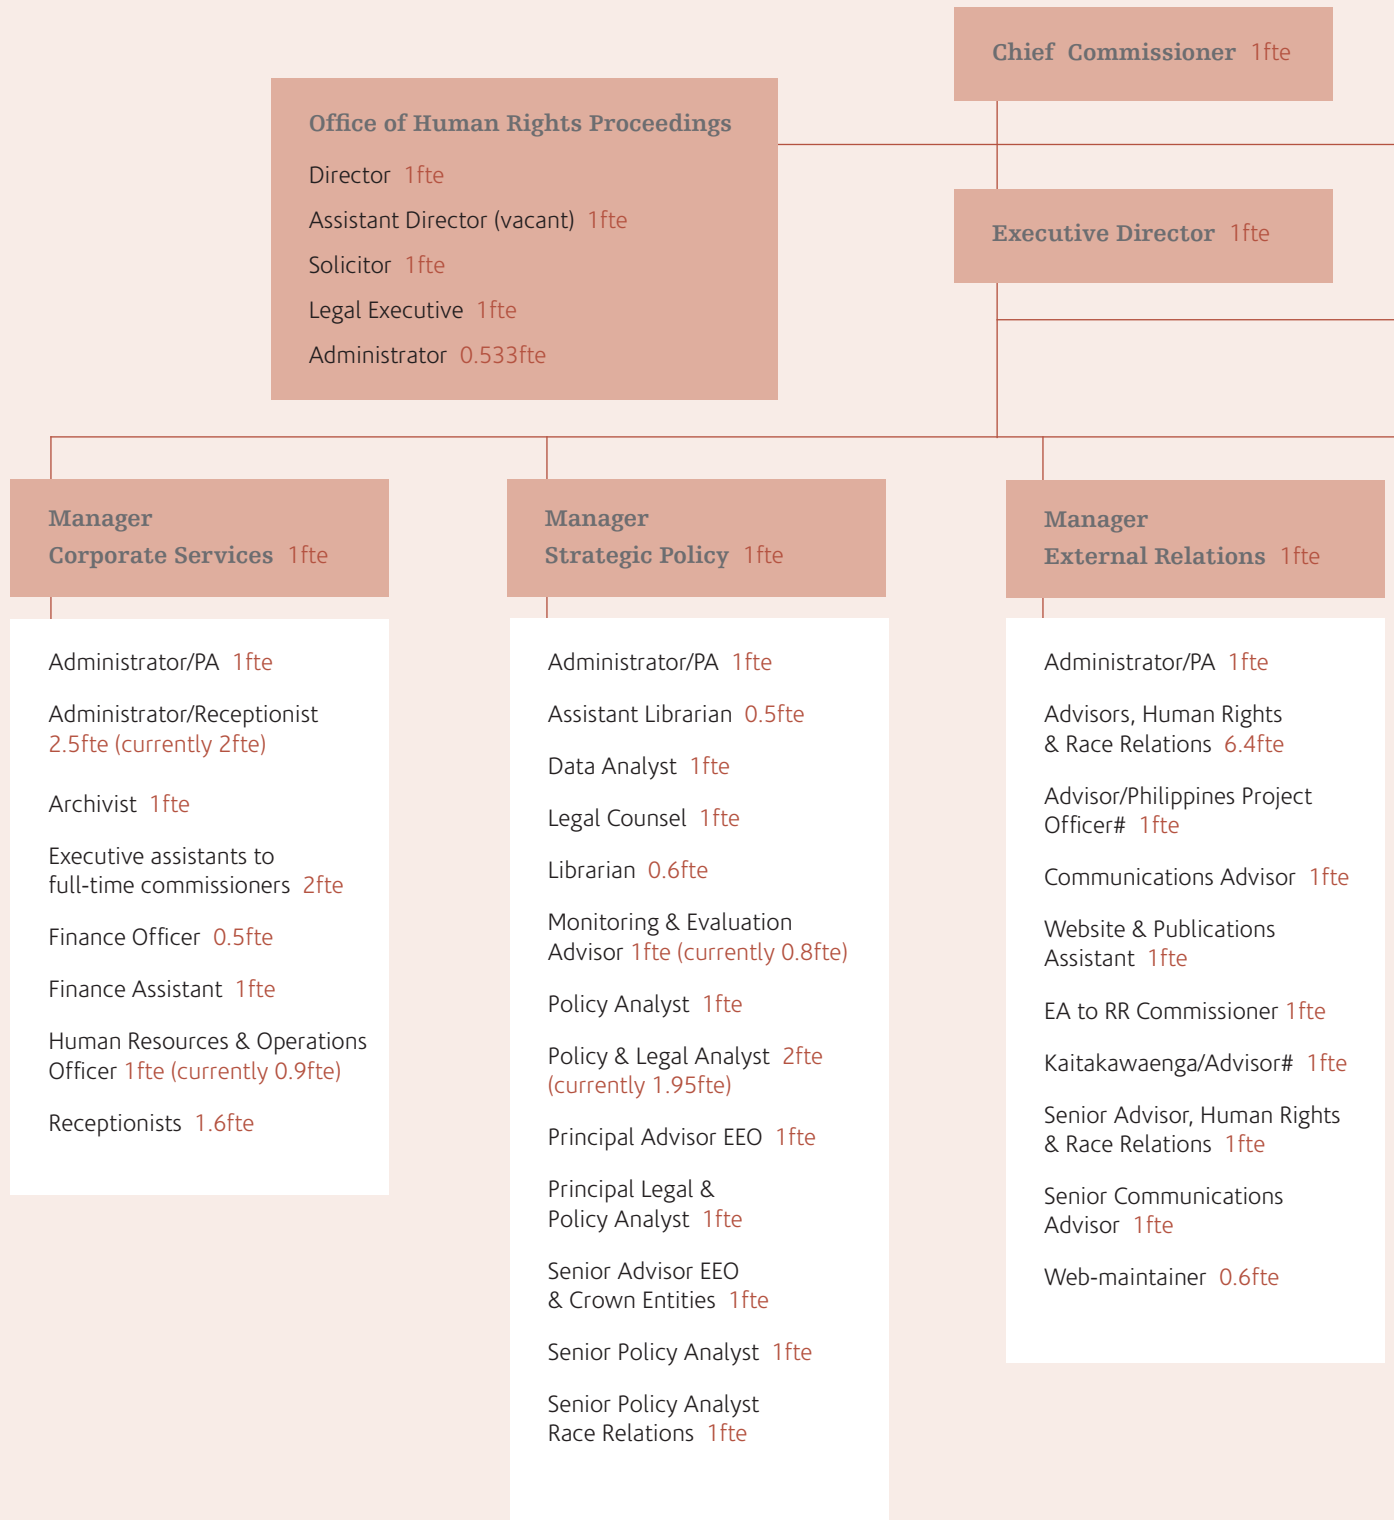 Chief Commissioner 1fte
Office of Human Rights Proceedings
Director 1fte
Assistant Director (vacant) 1fte
Solicitor 1fte
Legal Executive 1fte
Administrator 0.533fte
Executive Director 1fte
Manager
Corporate Services 1fte
Administrator/PA 1fte
Administrator/Receptionist
2.5fte (currently 2fte)
Archivist 1fte
Executive assistants to
full-time commissioners 2fte
Finance Officer 0.5fte
Finance Assistant 1fte
Human Resources & Operations
Officer 1fte (currently 0.9fte)
Receptionists 1.6fte
Manager
Strategic Policy 1fte
Administrator/PA 1fte
Assistant Librarian 0.5fte
Data Analyst 1fte
Legal Counsel 1fte
Librarian 0.6fte
Monitoring & Evaluation
Advisor 1fte (currently 0.8fte)
Policy Analyst 1fte
Policy & Legal Analyst 2fte
(currently 1.95fte)
Principal Advisor EEO 1fte
Principal Legal &
Policy Analyst 1fte
Senior Advisor EEO
& Crown Entities 1fte
Senior Policy Analyst 1fte
Senior Policy Analyst
Race Relations 1fte
Manager
External Relations 1fte
Administrator/PA 1fte
Advisors, Human Rights
& Race Relations 6.4fte
Advisor/Philippines Project
Officer# 1fte
Communications Advisor 1fte
Website & Publications
Assistant 1fte
EA to RR Commissioner 1fte
Kaitakawaenga/Advisor# 1fte
Senior Advisor, Human Rights
& Race Relations 1fte
Senior Communications
Advisor 1fte
Web-maintainer 0.6fte